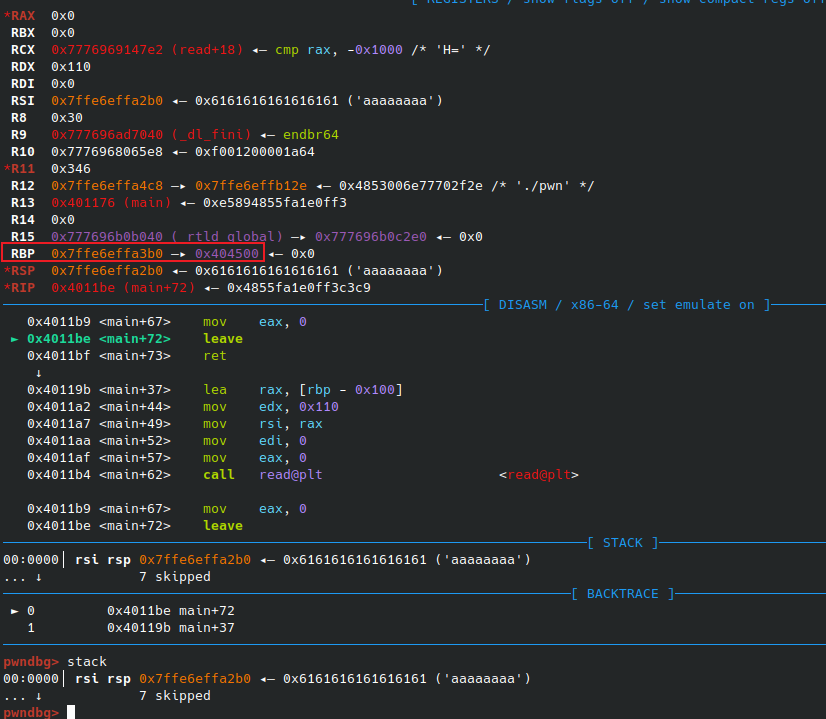 [ REGISTERS / show-flags off / show-compact-regs off
*RAX 0x0
RBX 0x0
RCX 0x7776969147e2 (read+18) ◂— cmp rax, -0x1000 /* 'H=' */
RDX 0x110
RDI 0x0
RSI 0x7ffe6effa2b0 ◂— 0x6161616161616161 ('aaaaaaaa')
R8 0x30
R9 0x777696ad7040 (_dl_fini) ◂— endbr64
R10 0x7776968065e8 ◂— 0xf001200001a64
*R11 0x346
R12 0x7ffe6effa4c8 —▸ 0x7ffe6effb12e ◂— 0x4853006e77702f2e /* './pwn' */
R13 0x401176 (main) ◂— 0xe5894855fa1e0ff3
R14 0x0
R15 0x777696b0b040 (_rtld_global) —▸ 0x777696b0c2e0 ◂— 0x0
RBP 0x7ffe6effa3b0 —▸ 0x404500 ◂— 0x0
*RSP 0x7ffe6effa2b0 ◂— 0x6161616161616161 ('aaaaaaaa')
*RIP 0x4011be (main+72) ◂— 0x4855fa1e0ff3c3c9
[ DISASM / x86-64 / set emulate on ]
0x4011b9 <main+67> mov eax, 0
► 0x4011be <main+72> leave
0x4011bf <main+73> ret
↓
0x40119b <main+37> lea rax, [rbp - 0x100]
0x4011a2 <main+44> mov edx, 0x110
0x4011a7 <main+49> mov rsi, rax
0x4011aa <main+52> mov edi, 0
0x4011af <main+57> mov eax, 0
0x4011b4 <main+62> call read@plt <read@plt>
0x4011b9 <main+67> mov eax, 0
0x4011be <main+72> leave
[ STACK ]
00:0000│ rsi rsp 0x7ffe6effa2b0 ◂— 0x6161616161616161 ('aaaaaaaa')
... ↓ 7 skipped
[ BACKTRACE ]
► 0 0x4011be main+72
1 0x40119b main+37
pwndbg> stack
00:0000│ rsi rsp 0x7ffe6effa2b0 ◂— 0x6161616161616161 ('aaaaaaaa')
... ↓ 7 skipped
pwndbg>